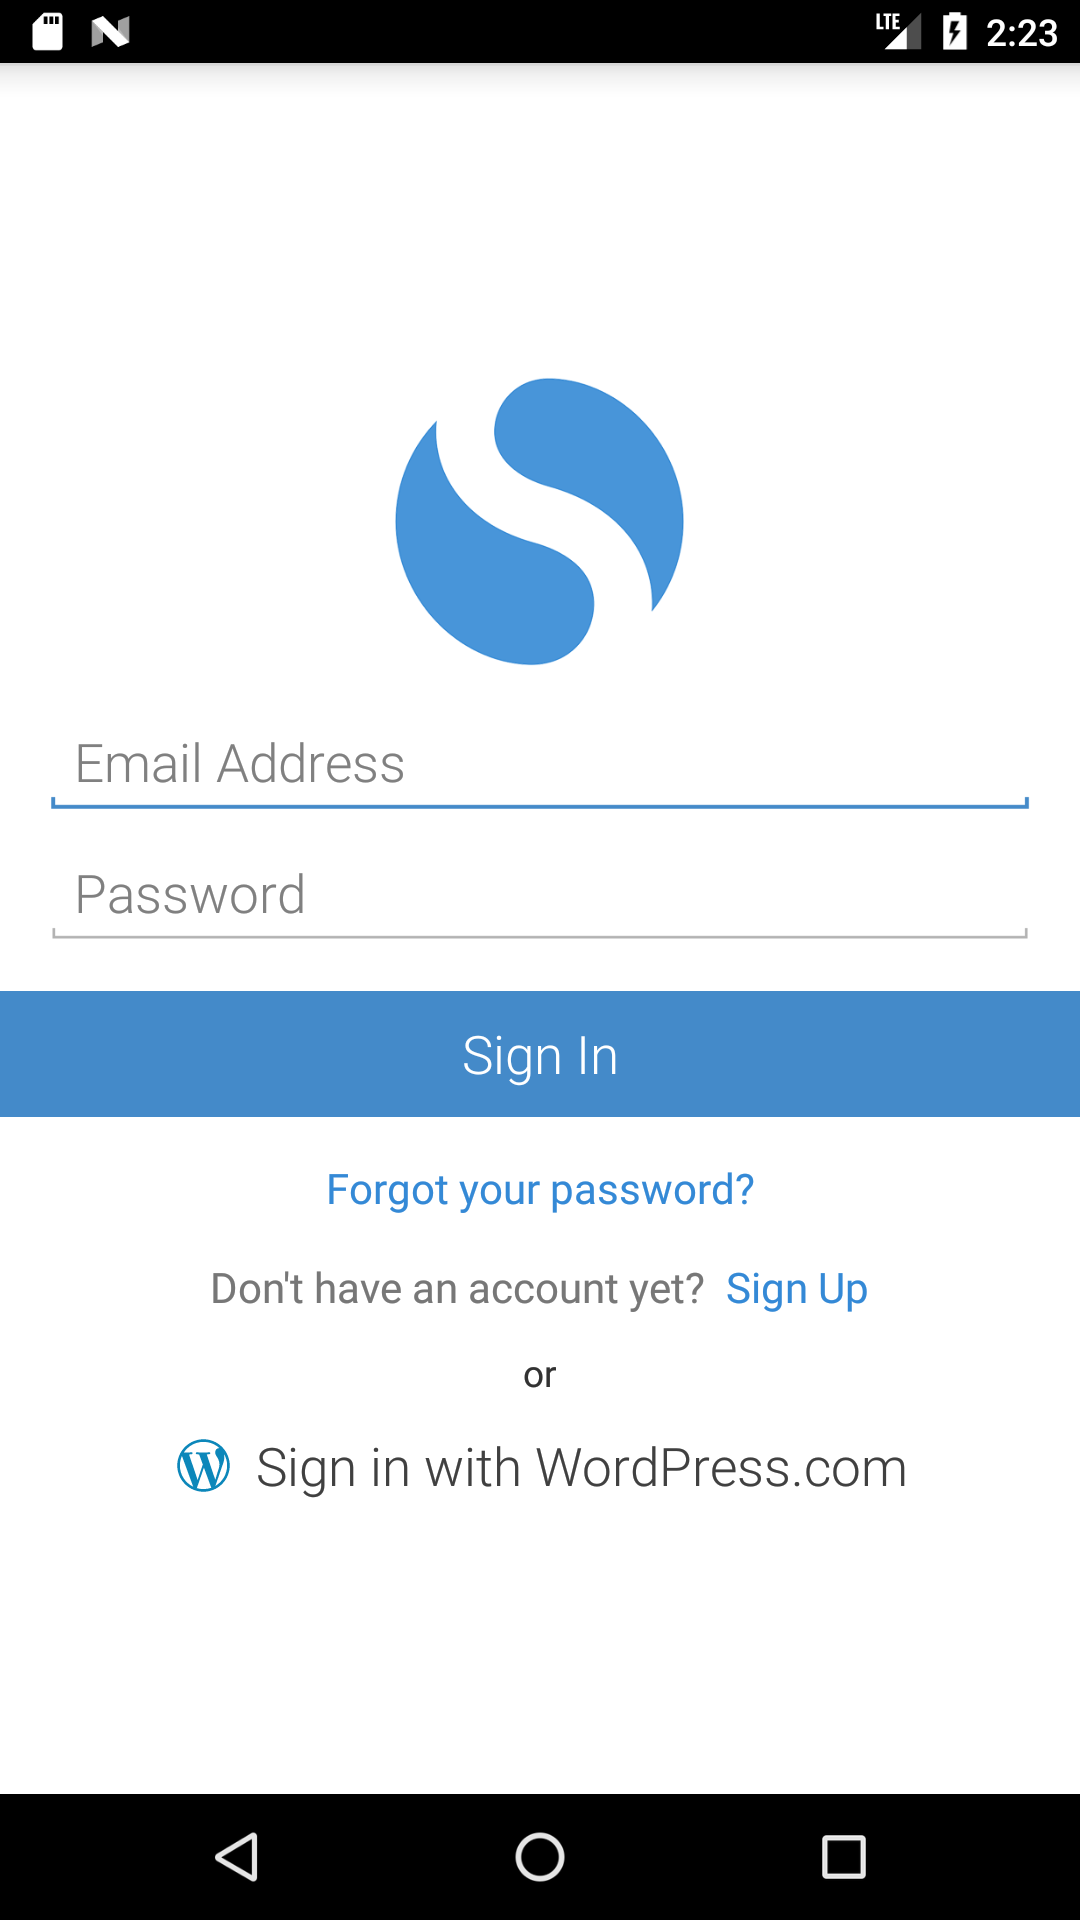 LTE 2:23
Email Address
Password
Sign In
Forgot your password?
Don't have an account yet? Sign Up
or
Sign in with WordPress.com